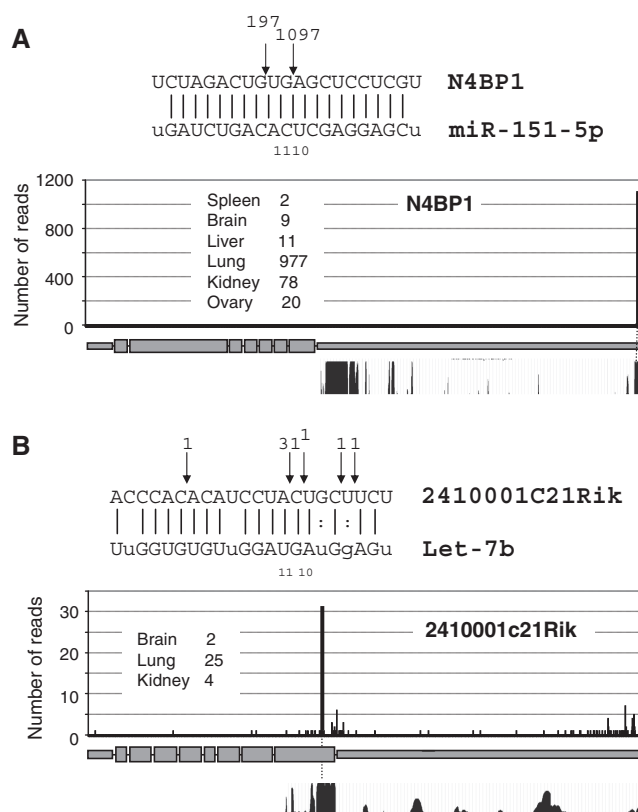 A
197
1097
UCUAGACUGUGAGCUCCUCGU N4BP1
uGAUCUGACACUCGAGGAGCu miR-151-5p
1110
Number of reads
1200
800
400
0
N4BP1
Spleen 2
Brain 9
Liver 11
Lung 977
Kidney 78
Ovary 20
B
1 31 1 11
ACCCACACAUCCUACUGCUUCU 2410001C21Rik
UuGGUGUGUuGGAUGAuGgAGu Let-7b
11 10
Number of reads
30
20
10
5
0
2410001c21Rik
Brain 2
Lung 25
Kidney 4